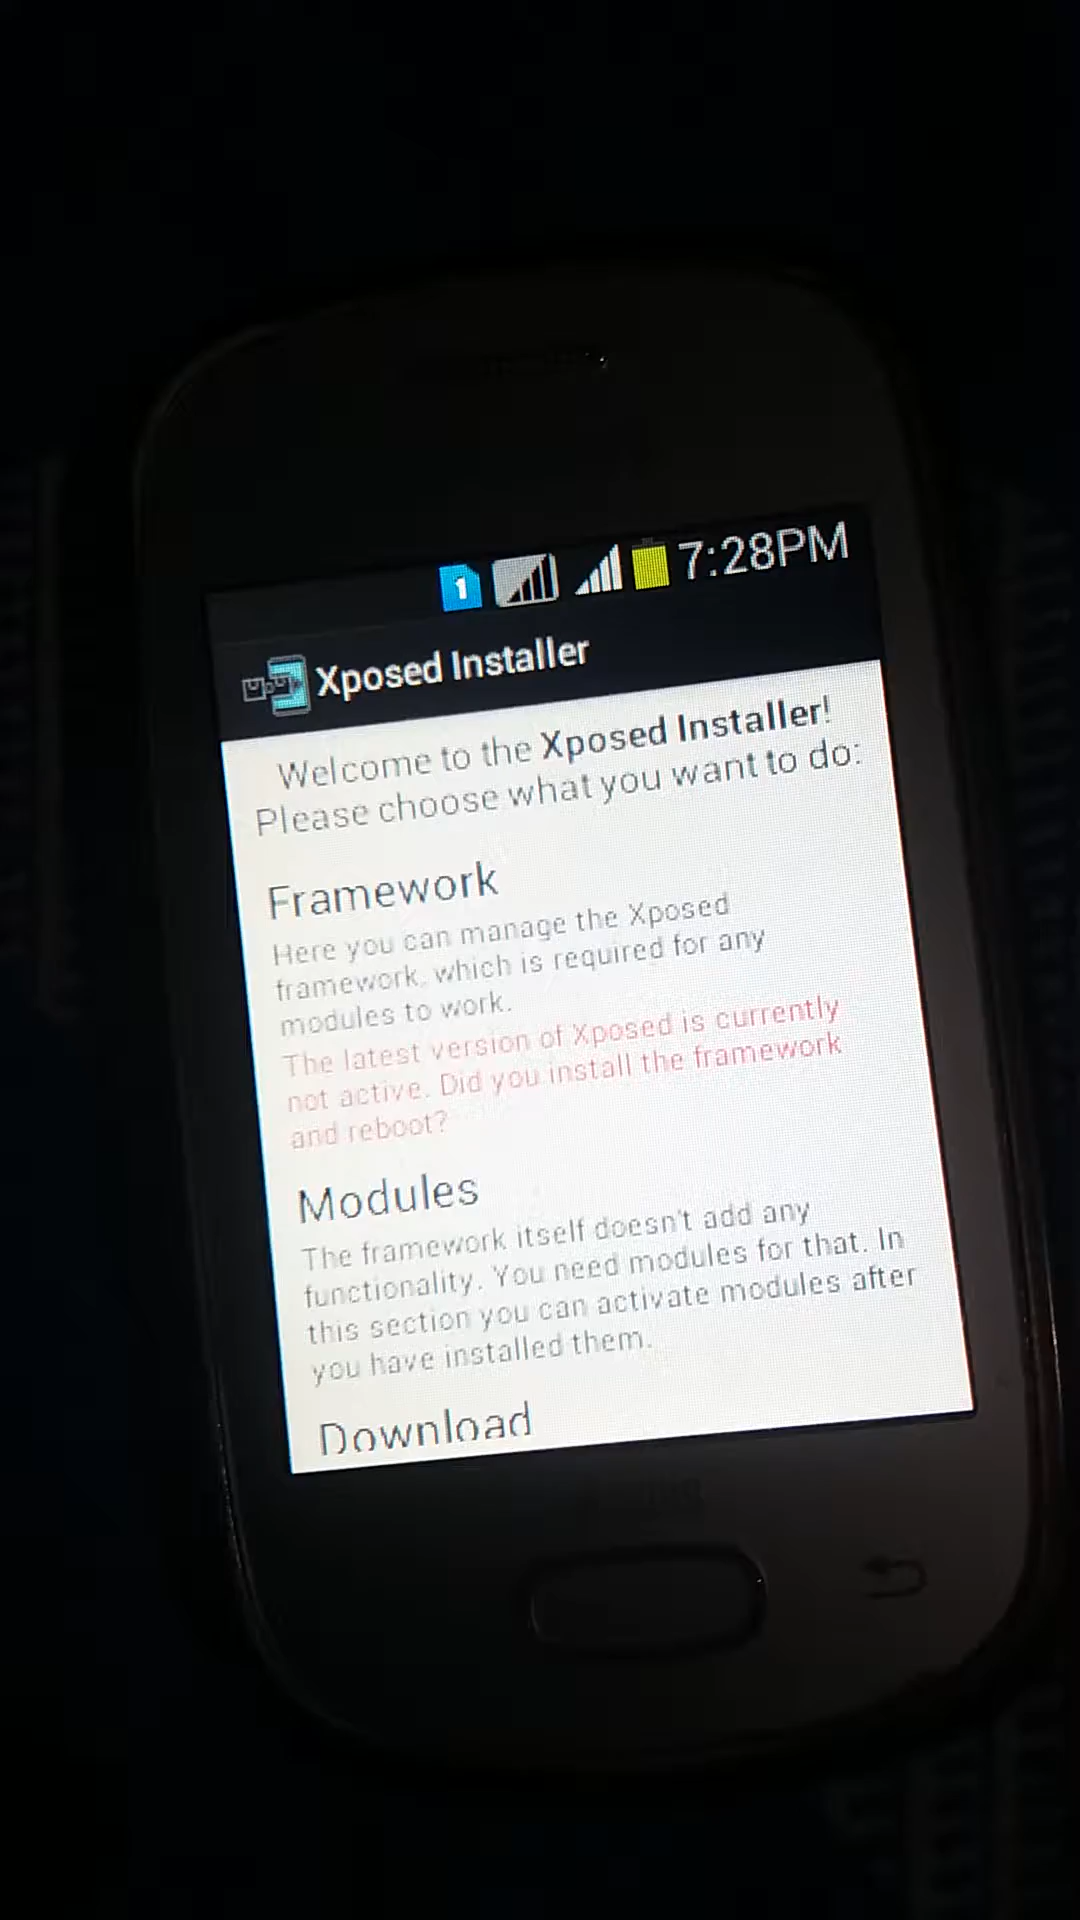 1 7:28PM
Xposed Installer
Welcome to the Xposed Installer!
Please choose what you want to do:
Framework
Here you can manage the Xposed
framework, which is required for any
modules to work.
The latest version of Xposed is currently
not active. Did you install the framework
and reboot?
Modules
The framework itself doesn't add any
functionality. You need modules for that. In
this section you can activate modules after
you have installed them.
Download